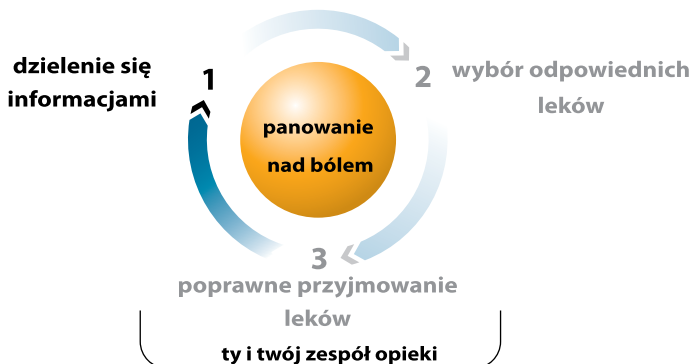 dzielenie się
informacjami
1
2
wybór odpowiednich
leków
panowanie
nad bólem
3
poprawne przyjmowanie
leków
ty i twój zespół opieki